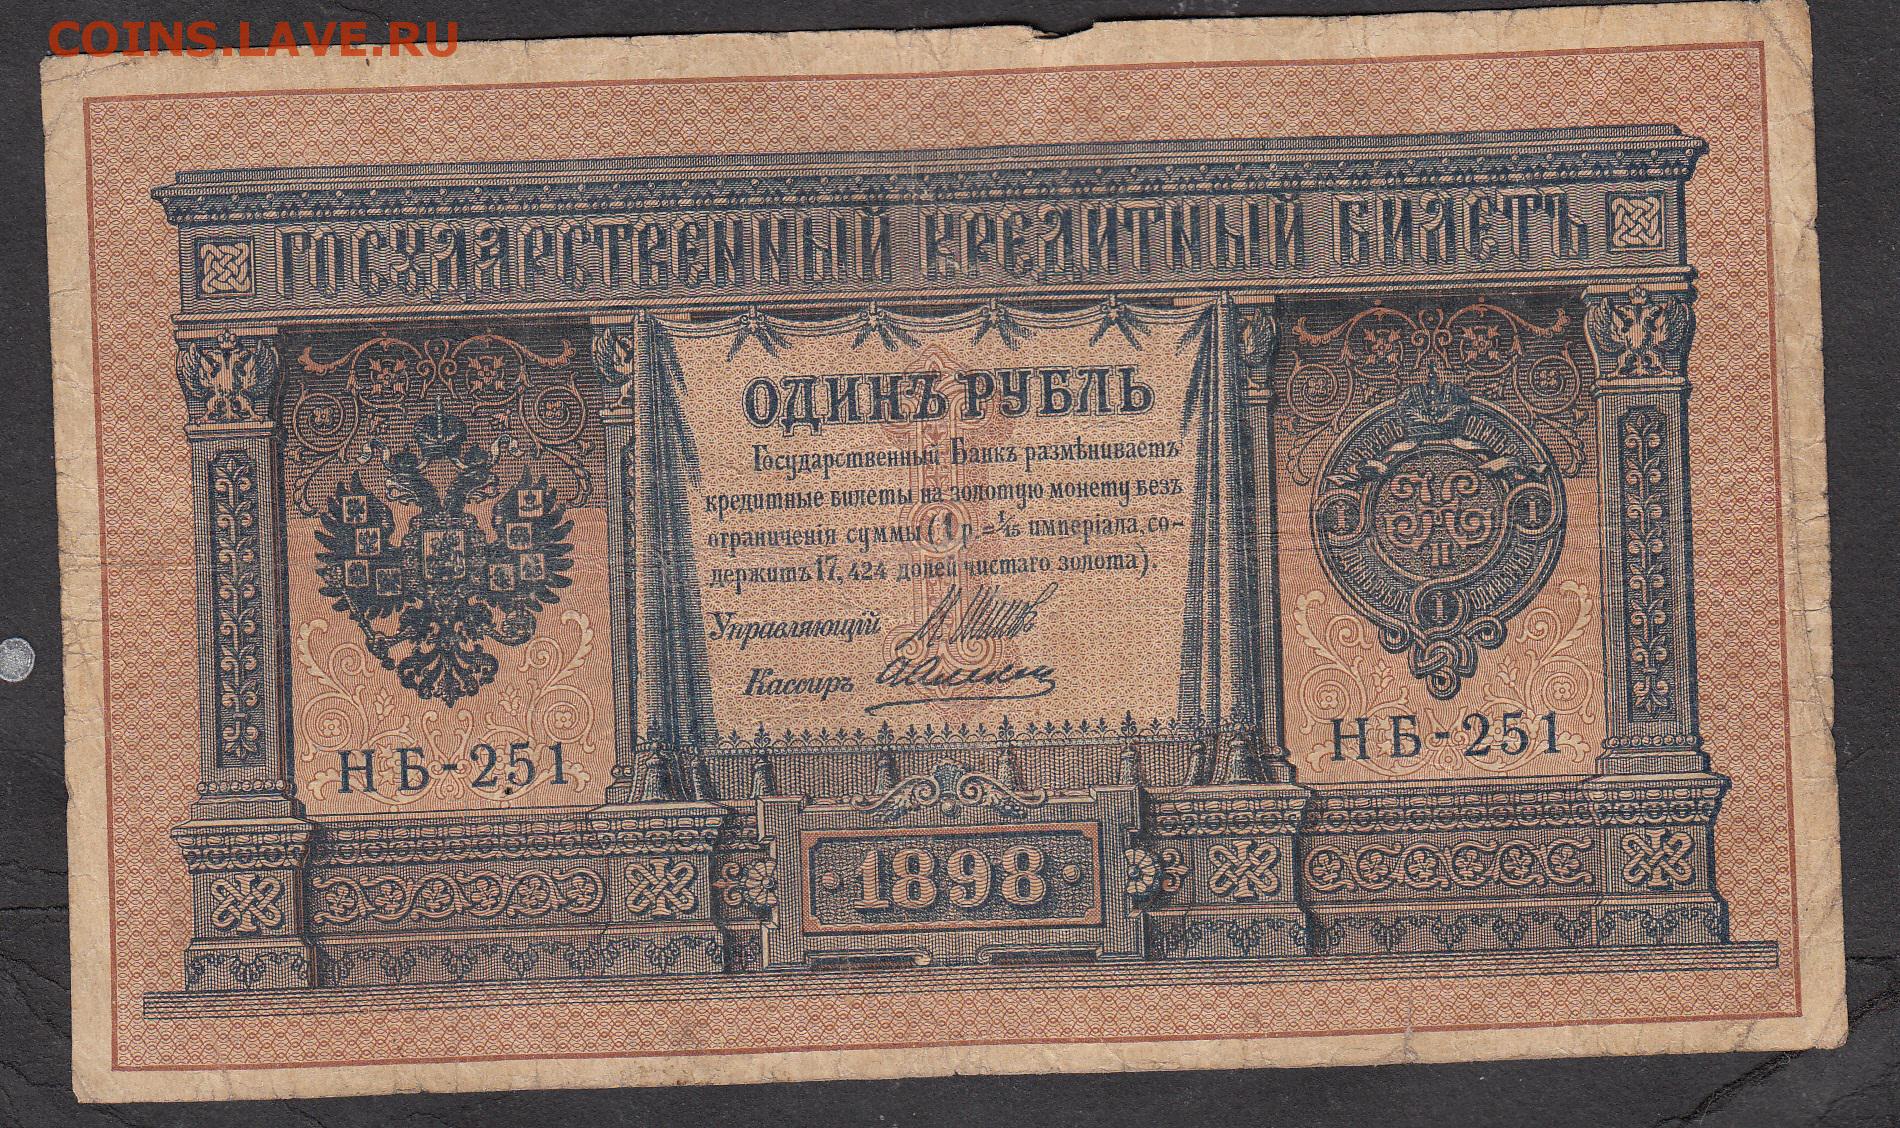 COINS.LAVE.RU
ГОСУДАРСТВЕННЫЙ КРЕДИТНЫЙ БИЛЕТЪ
ОДИНЪ РУБЛЬ
Государственный Банкъ размѣниваетъ
кредитные билеты на золотую монету безъ
ограниченія суммы (1 р. = 1/15 имперіала, со-
держитъ 17,424 долей чистаго золота).
Управляющій
Кассиръ
НБ-251
НБ-251
1898